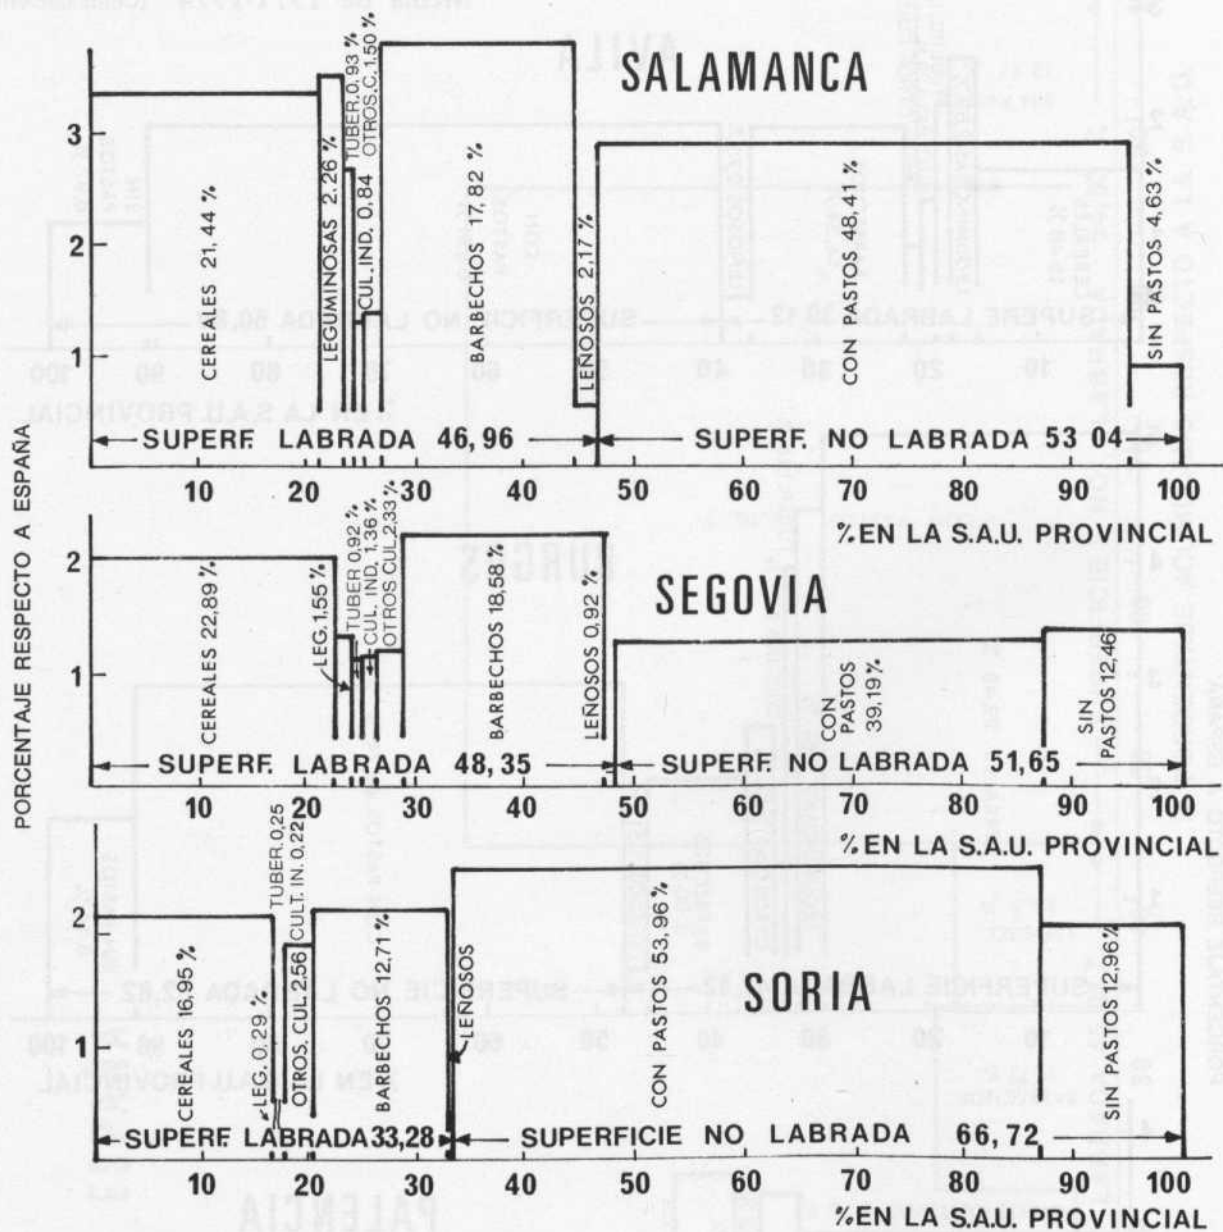 PORCENTAJE RESPECTO A ESPAÑA
SALAMANCA
3
2
1
CEREALES 21,44 %
LEGUMINOSAS 2.26 %
TUBER. 0,93 %
CUL. IND. 0,84
OTROS.C, 1,50 %
BARBECHOS 17,82 %
LEÑOSOS 2,17 %
CON PASTOS 48,41 %
SIN PASTOS 4,63 %
SUPERF. LABRADA 46,96
SUPERF. NO LABRADA 53 04
10 20 30 40 50 60 70 80 90 100
% EN LA S.A.U. PROVINCIAL
SEGOVIA
2
1
CEREALES 22,89 %
LEG. 1,55 %
TUBER 0,92 %
CUL. IND, 1,36 %
OTROS CUL, 2,33 %
BARBECHOS 18,58 %
LEÑOSOS 0,92 %
CON
PASTOS
39,19 %
SIN
PASTOS 12,46
SUPERF. LABRADA 48,35
SUPERF. NO LABRADA 51,65
10 20 30 40 50 60 70 80 90 100
% EN LA S.A.U. PROVINCIAL
SORIA
2
1
CEREALES 16,95 %
LEG. 0,29 %
TUBER, 0,25
OTROS. CUL. 2,56
CULT. IN. 0,22
BARBECHOS 12,71 %
LEÑOSOS
CON PASTOS 53,96 %
SIN PASTOS 12,96 %
SUPERF. LABRADA 33,28
SUPERFICIE NO LABRADA 66,72
10 20 30 40 50 60 70 80 90 100
% EN LA S.A.U. PROVINCIAL